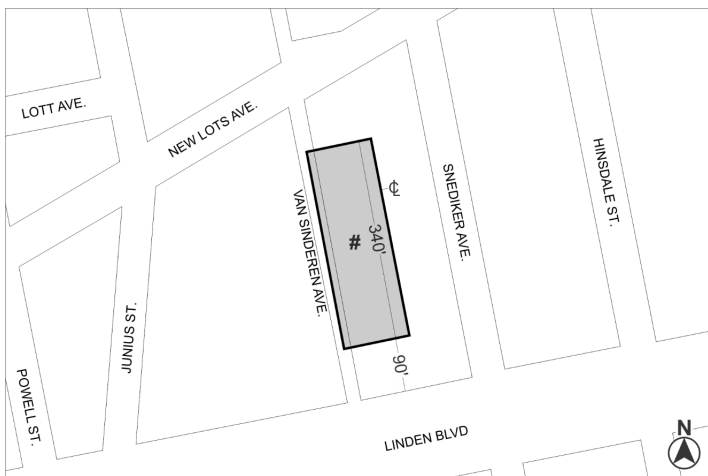 LOTT AVE.
NEW LOTS AVE.
VAN SINDEREN AVE.
#
340'
℄
SNEDIKER AVE.
HINSDALE ST.
JUNIUS ST.
POWELL ST.
90'
LINDEN BLVD
N